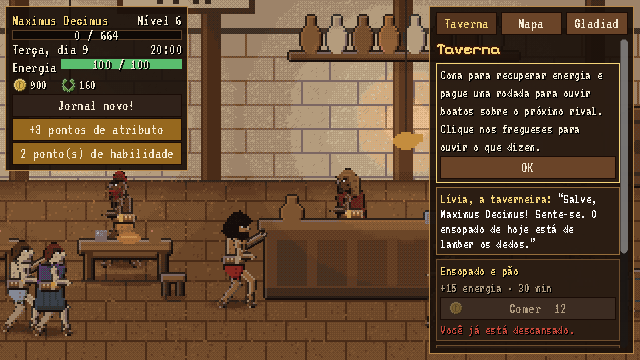 Maximus Decimus Nível 6
0 / 664
Terça, dia 9 20:00
Energia 100 / 100
900 160
Jornal novo!
+3 pontos de atributo
2 ponto(s) de habilidade
Taverna Mapa Gladiad
Taverna
Coma para recuperar energia e
pague uma rodada para ouvir
boatos sobre o próximo rival.
Clique nos fregueses para
ouvir o que dizem.
OK
Lívia, a taverneira: “Salve,
Maximus Decimus! Sente-se. O
ensopado de hoje está de
lamber os dedos.”
Ensopado e pão
+15 energia · 30 min
Comer 12
Você já está descansado.